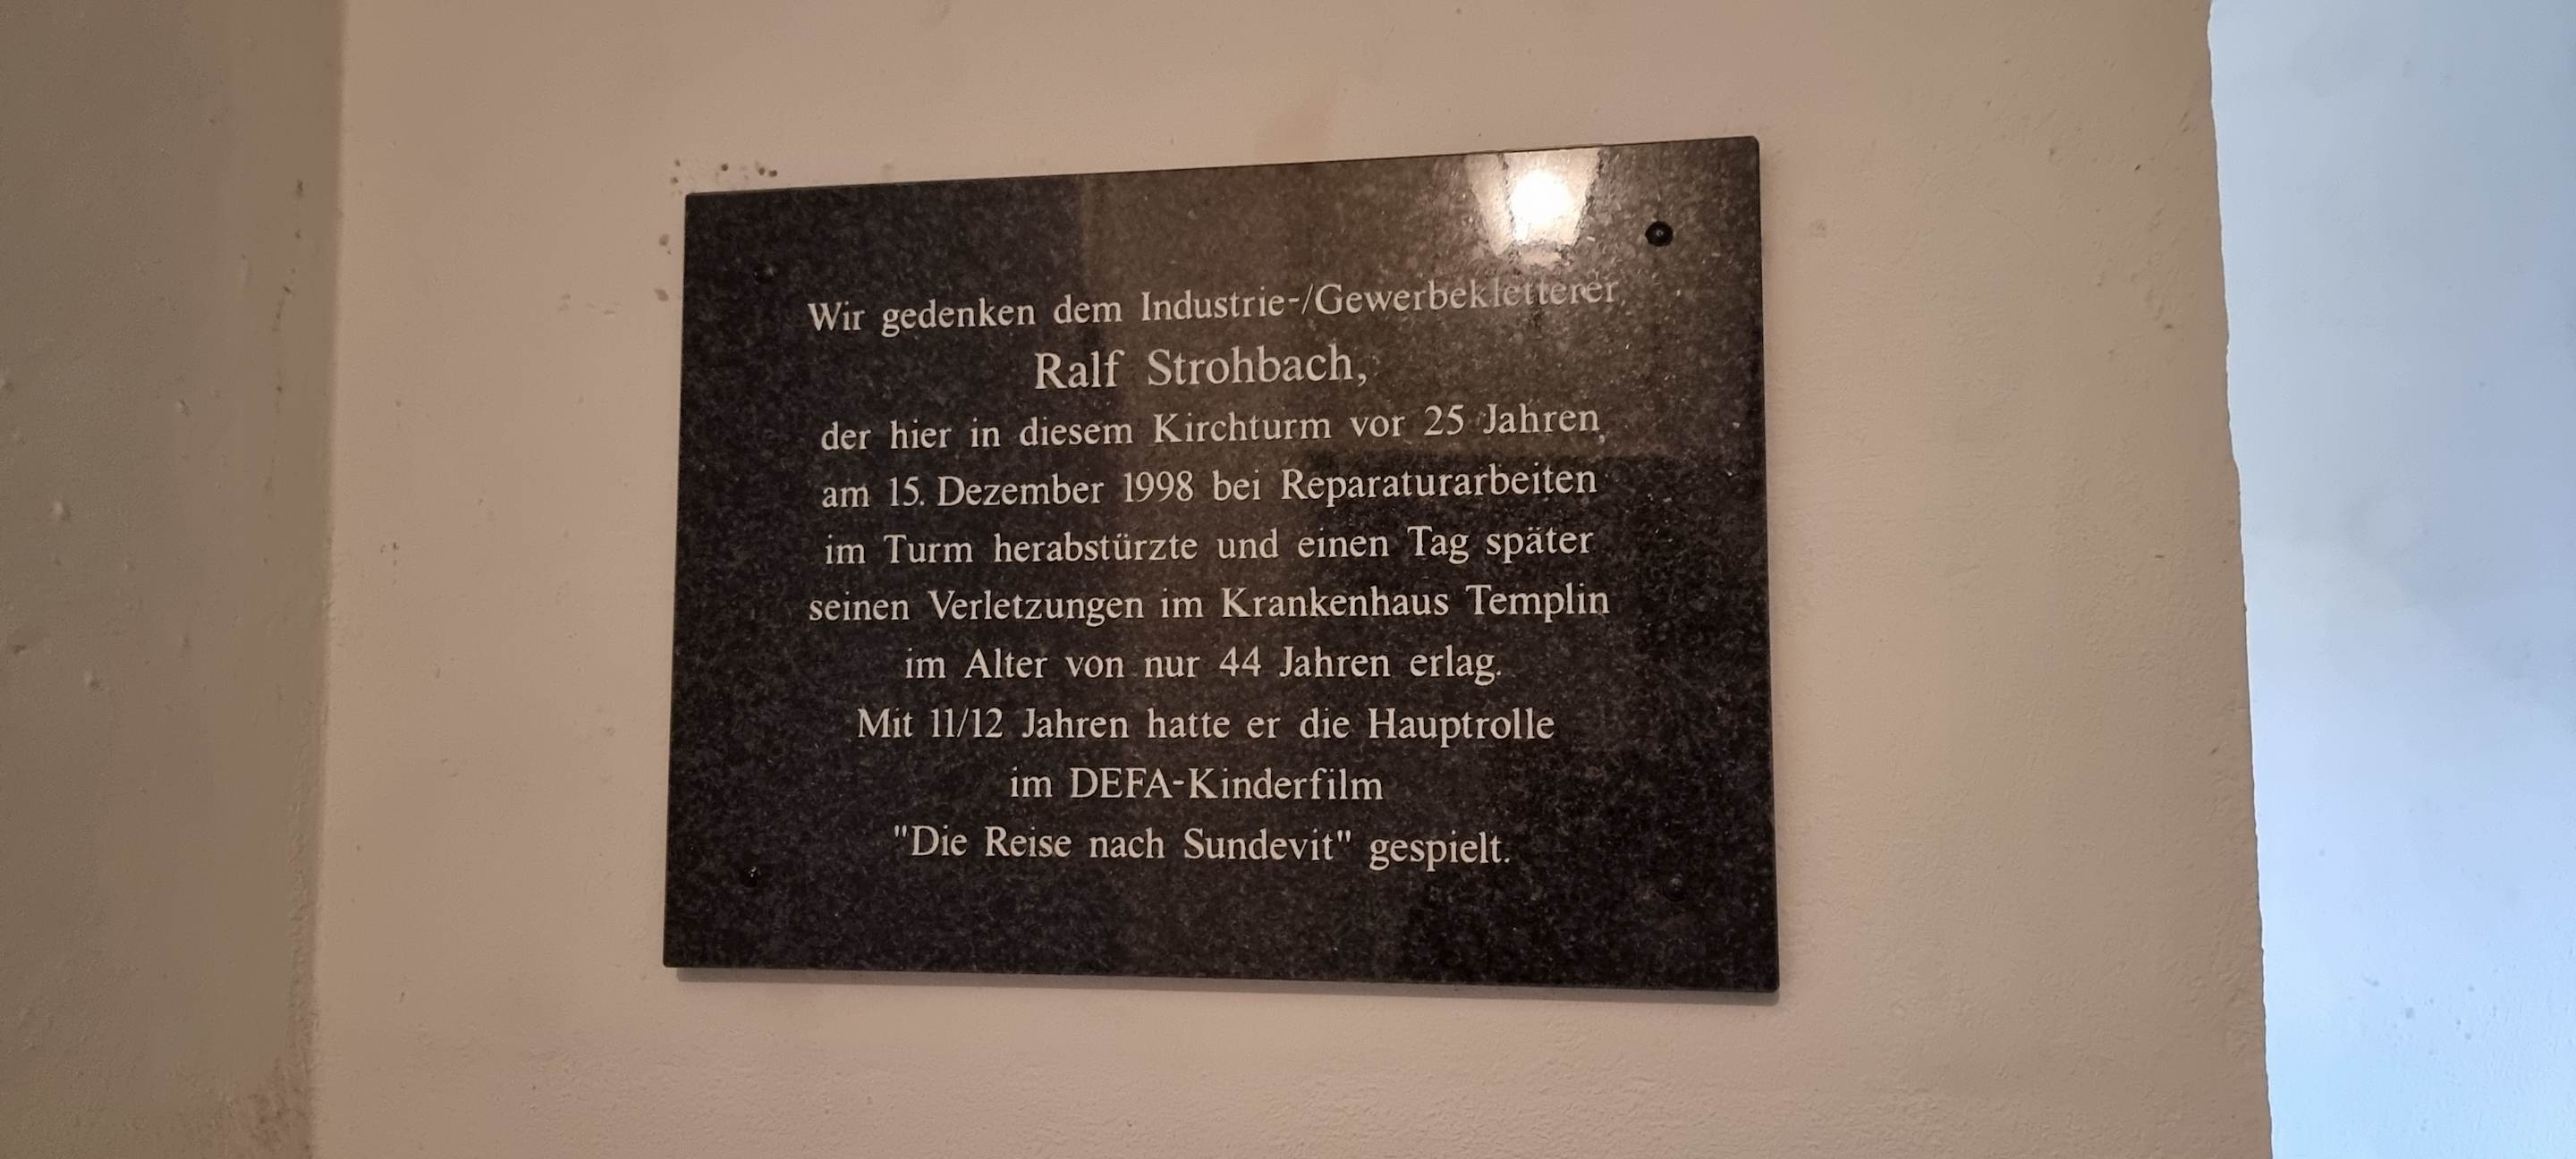 Wir gedenken dem Industrie-/Gewerbekletterer,
Ralf Strohbach,
der hier in diesem Kirchturm vor 25 Jahren,
am 15. Dezember 1998 bei Reparaturarbeiten
im Turm herabstürzte und einen Tag später
seinen Verletzungen im Krankenhaus Templin
im Alter von nur 44 Jahren erlag.
Mit 11/12 Jahren hatte er die Hauptrolle
im DEFA-Kinderfilm
"Die Reise nach Sundevit" gespielt.